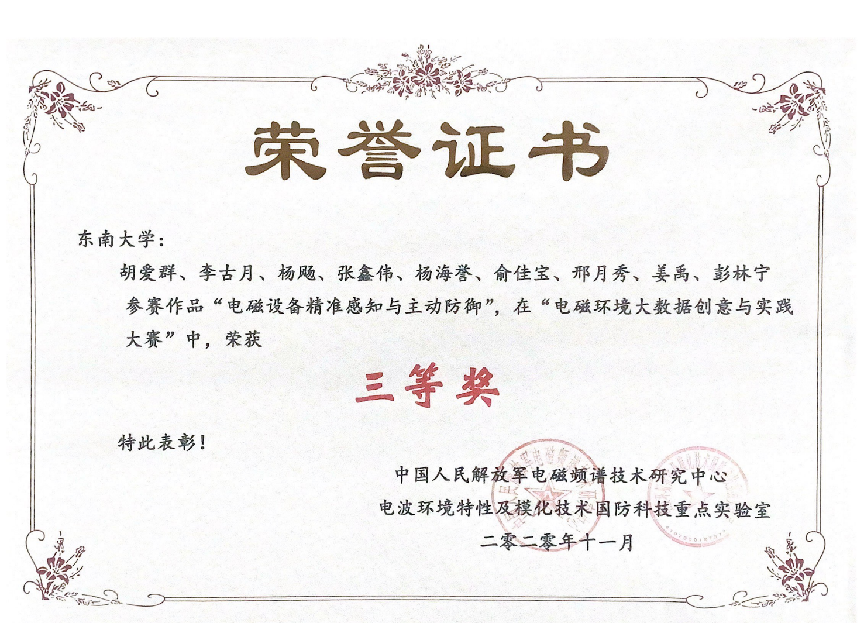 荣誉证书
东南大学：
胡爱群、李古月、杨飏、张鑫伟、杨海誉、俞佳宝、邢月秀、姜禹、彭林宁
参赛作品“电磁设备精准感知与主动防御”，在“电磁环境大数据创意与实践
大赛”中，荣获
三等奖
特此表彰！
中国人民解放军电磁频谱技术研究中心
电波环境特性及模化技术国防科技重点实验室
二零二零年十一月